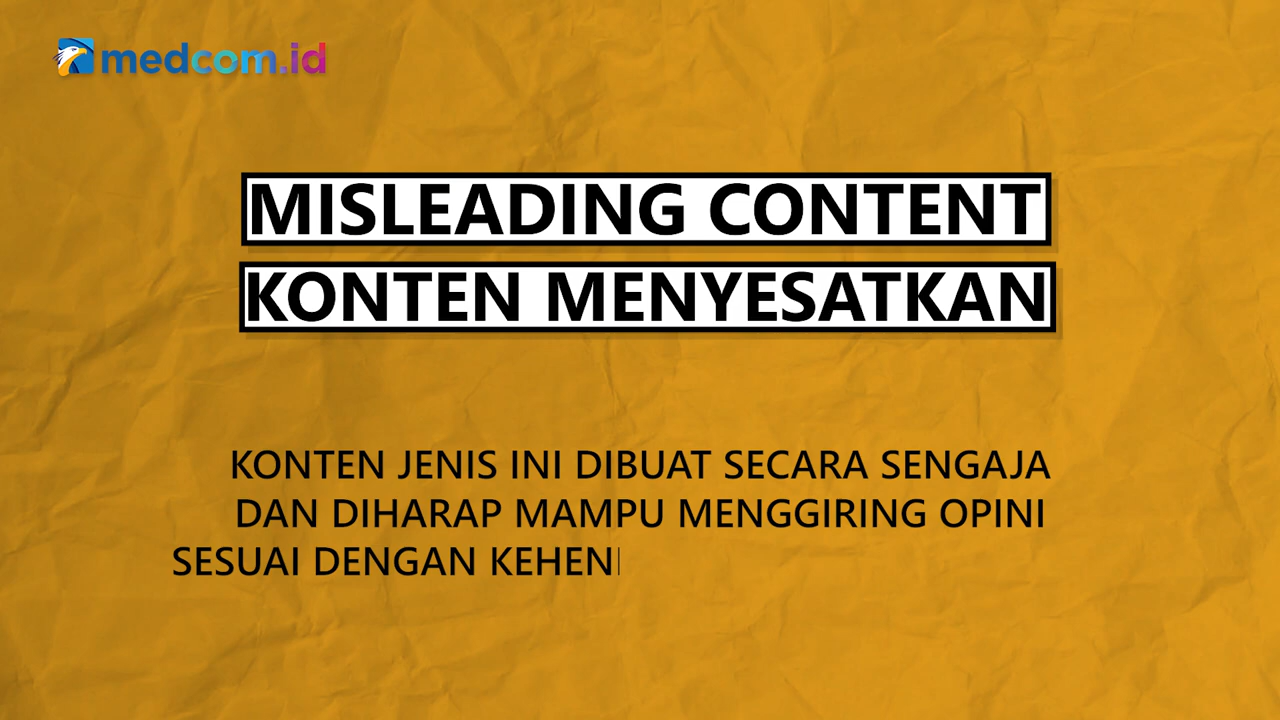 medcom.id
MISLEADING CONTENT
KONTEN MENYESATKAN
KONTEN JENIS INI DIBUAT SECARA SENGAJA
DAN DIHARAP MAMPU MENGGIRING OPINI
SESUAI DENGAN KEHEN